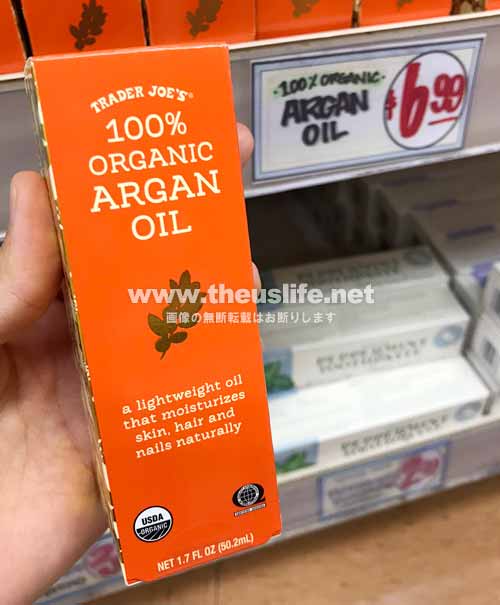 TRADER JOE'S®
100%
ORGANIC
ARGAN
OIL
www.theuslife.net
画像の無断転載はお断りします
a lightweight oil
that moisturizes
skin, hair and
nails naturally
USDA
ORGANIC
NET 1.7 FL OZ (50.2mL)
100% ORGANIC
ARGAN
OIL
$6.99
PEPPERMINT
PEPPERMINT